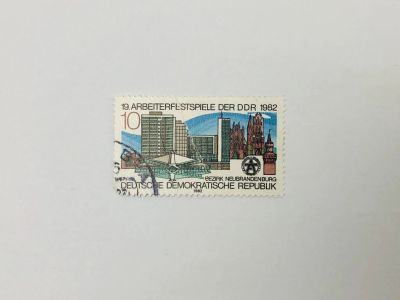 19. ARBEITERFESTSPIELE DER DDR 1982
10
BEZIRK NEUBRANDENBURG
DEUTSCHE DEMOKRATISCHE REPUBLIK
1982